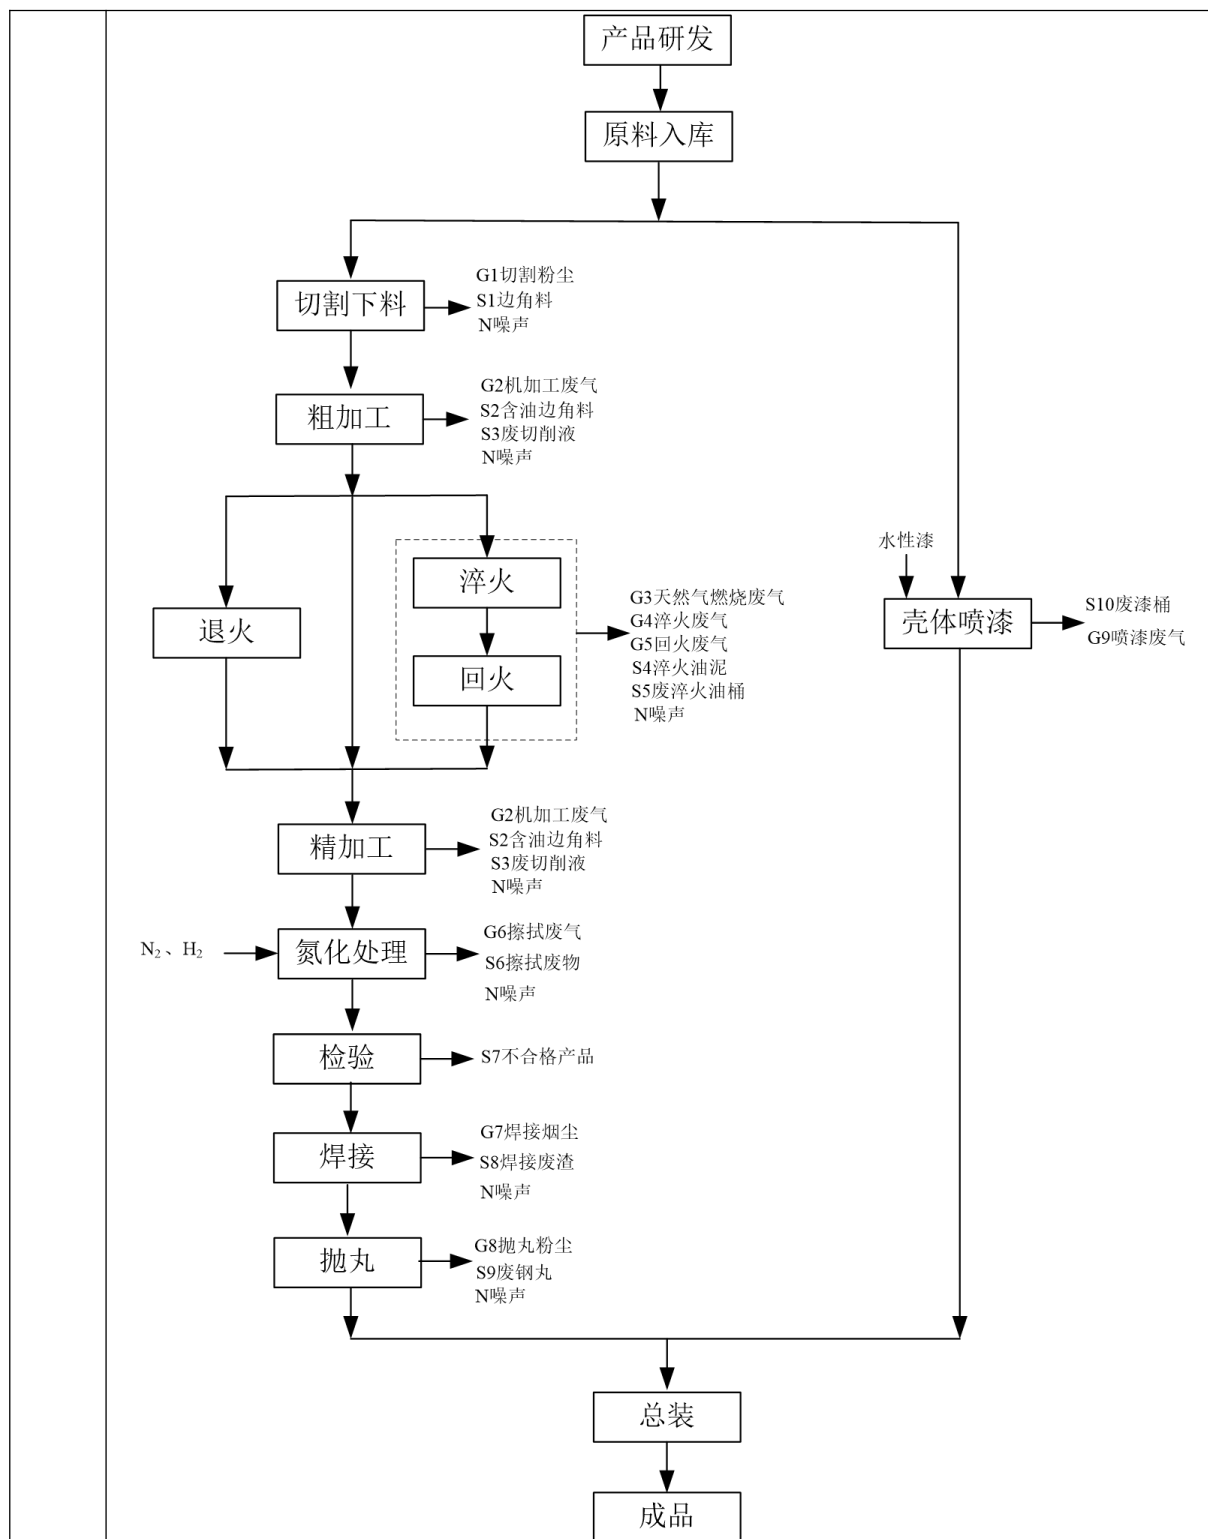 产品研发
原料入库
切割下料
G1切割粉尘
S1边角料
N噪声
粗加工
G2机加工废气
S2含油边角料
S3废切削液
N噪声
退火
淬火
回火
G3天然气燃烧废气
G4淬火废气
G5回火废气
S4淬火油泥
S5废淬火油桶
N噪声
水性漆
壳体喷漆
S10废漆桶
G9喷漆废气
精加工
G2机加工废气
S2含油边角料
S3废切削液
N噪声
N₂、H₂
氮化处理
G6擦拭废气
S6擦拭废物
N噪声
检验
S7不合格产品
焊接
G7焊接烟尘
S8焊接废渣
N噪声
抛丸
G8抛丸粉尘
S9废钢丸
N噪声
总装
成品